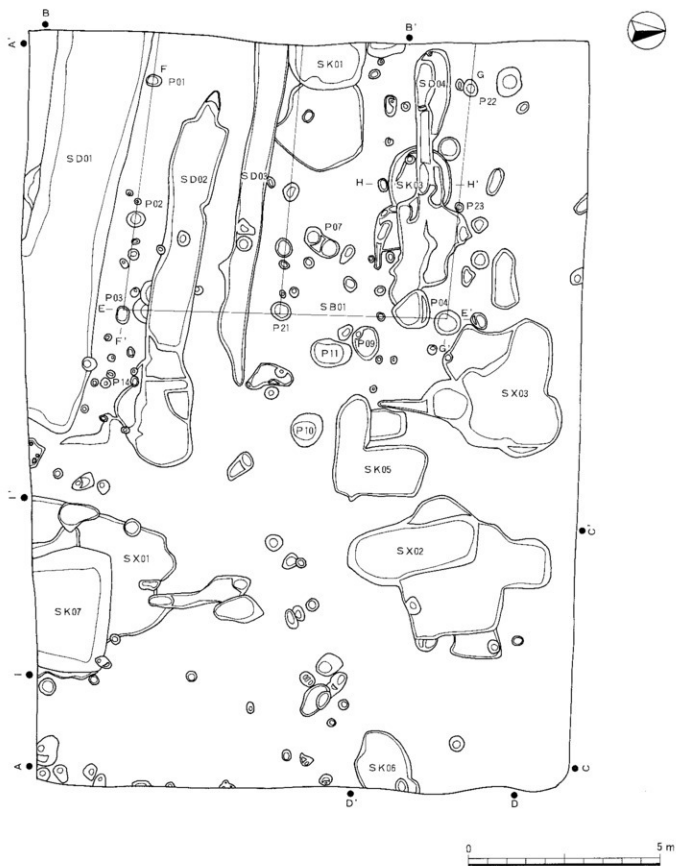 B
B'
A'
F
P01
SK01
G
SD04
P22
SD01
SD02
SD03
H
SK03
H'
P02
P23
P07
P03
E
SB01
P04
E'
F'
P21
G'
P11
P09
P14
SX03
P10
SK05
I'
C'
SX01
SX02
SK07
I
A
SK06
C
D'
D
0
5 m